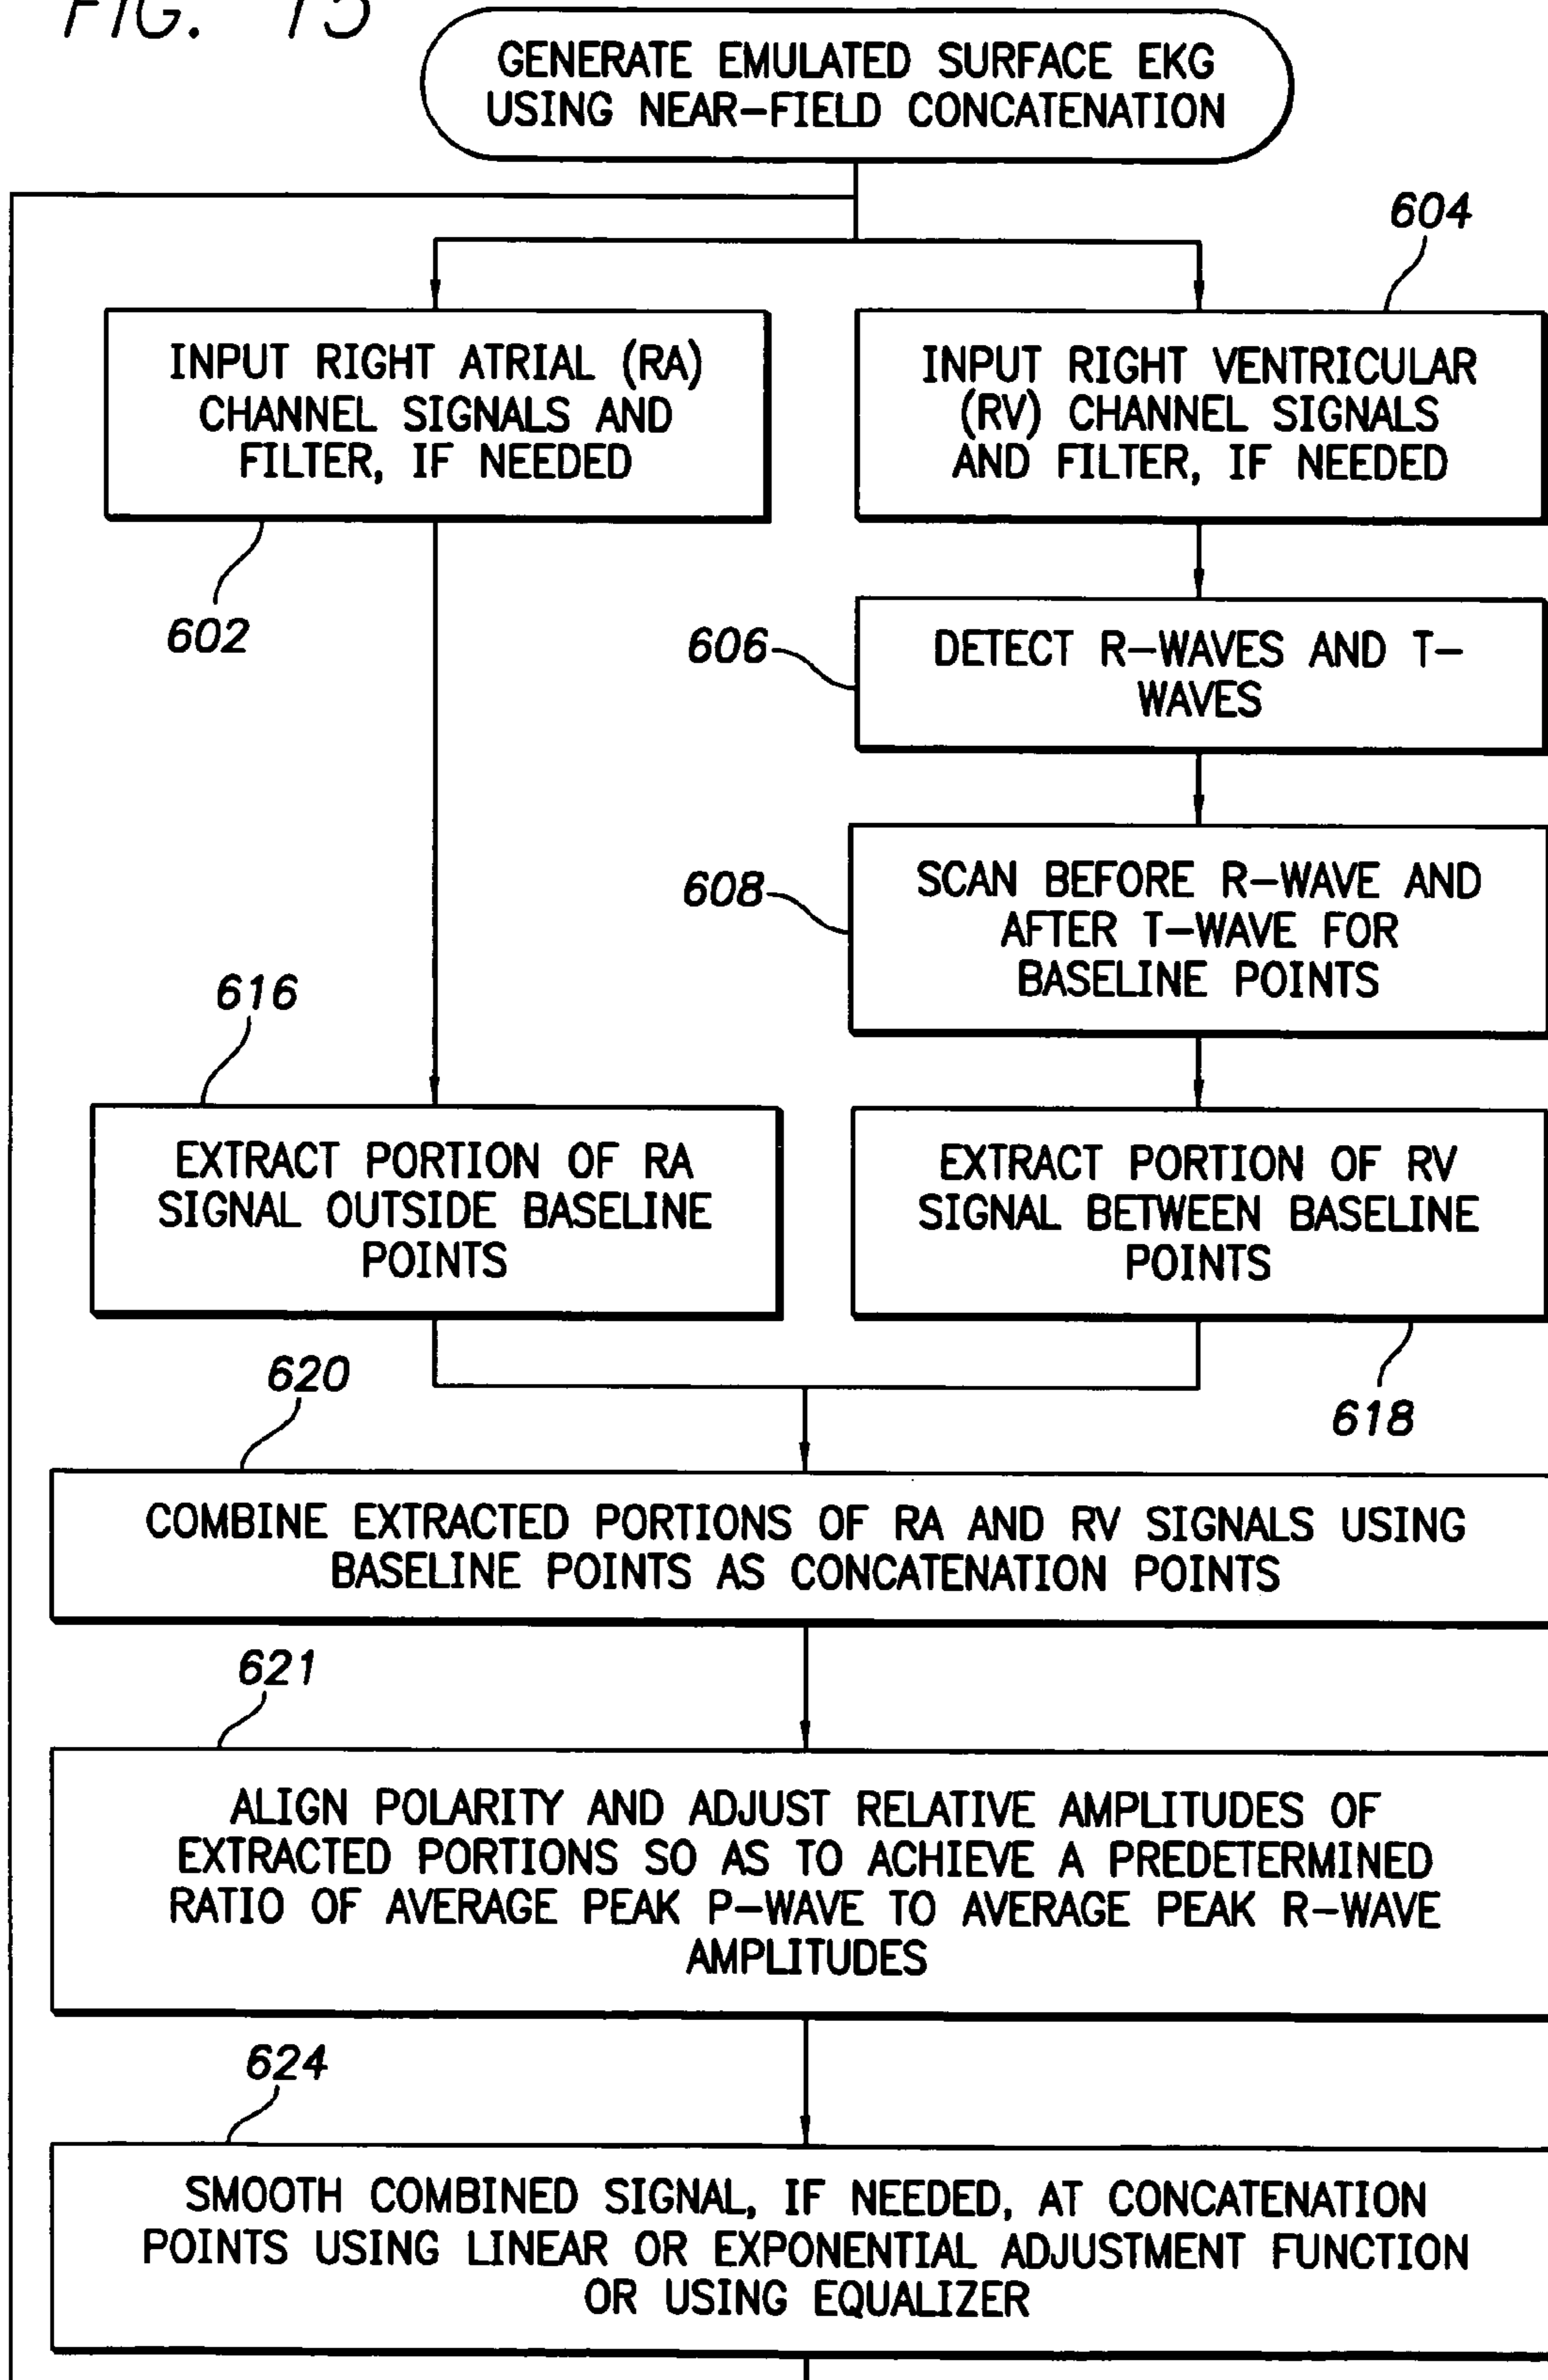 FIG. 15
GENERATE EMULATED SURFACE EKG
USING NEAR-FIELD CONCATENATION
604
INPUT RIGHT ATRIAL (RA)
CHANNEL SIGNALS AND
FILTER, IF NEEDED
INPUT RIGHT VENTRICULAR
(RV) CHANNEL SIGNALS
AND FILTER, IF NEEDED
602
606
DETECT R-WAVES AND T-
WAVES
608
SCAN BEFORE R-WAVE AND
AFTER T-WAVE FOR
BASELINE POINTS
616
EXTRACT PORTION OF RA
SIGNAL OUTSIDE BASELINE
POINTS
EXTRACT PORTION OF RV
SIGNAL BETWEEN BASELINE
POINTS
620
618
COMBINE EXTRACTED PORTIONS OF RA AND RV SIGNALS USING
BASELINE POINTS AS CONCATENATION POINTS
621
ALIGN POLARITY AND ADJUST RELATIVE AMPLITUDES OF
EXTRACTED PORTIONS SO AS TO ACHIEVE A PREDETERMINED
RATIO OF AVERAGE PEAK P-WAVE TO AVERAGE PEAK R-WAVE
AMPLITUDES
624
SMOOTH COMBINED SIGNAL, IF NEEDED, AT CONCATENATION
POINTS USING LINEAR OR EXPONENTIAL ADJUSTMENT FUNCTION
OR USING EQUALIZER